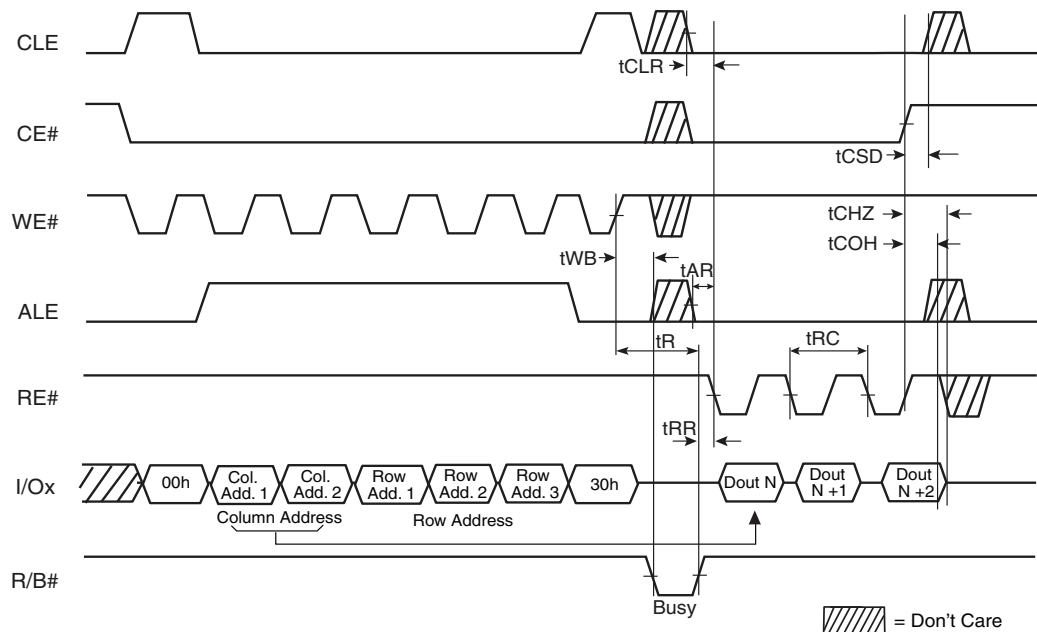 CLE
tCLR
CE#
tCSD
WE#
tCHZ
tCOH
tWB
tAR
ALE
tR
tRC
RE#
tRR
I/Ox
00h
Col.
Add. 1
Col.
Add. 2
Row
Add. 1
Row
Add. 2
Row
Add. 3
30h
Dout N
Dout
N +1
Dout
N +2
Column Address
Row Address
R/B#
Busy
= Don't Care